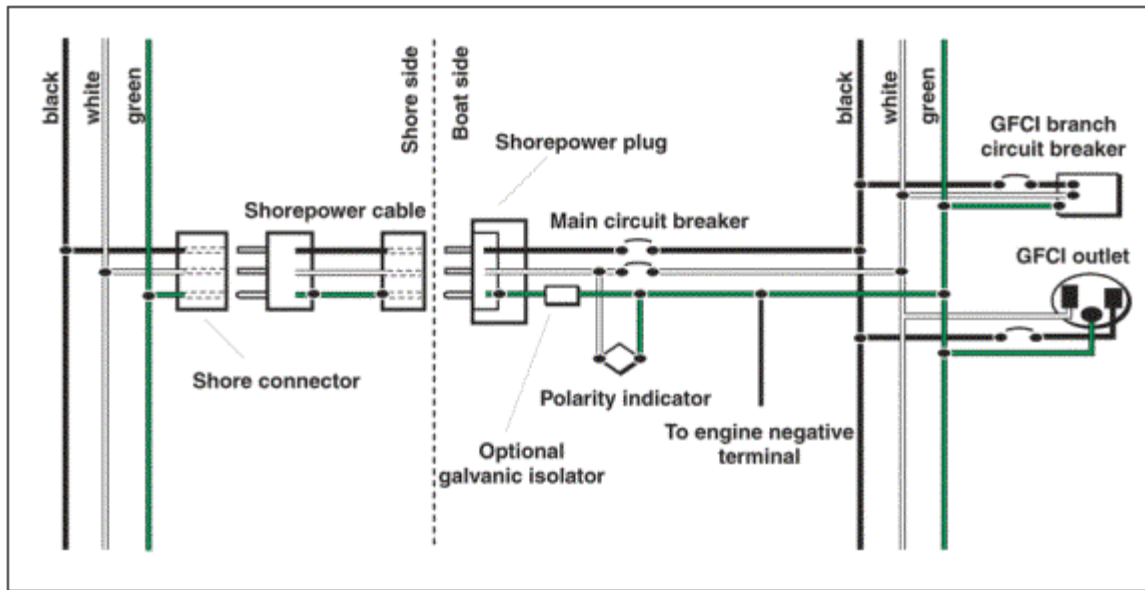 black
white
green
Shore side
Boat side
black
white
green
GFCI branch
circuit breaker
Shorepower plug
Shorepower cable
Main circuit breaker
GFCI outlet
Shore connector
Polarity indicator
Optional
galvanic isolator
To engine negative
terminal